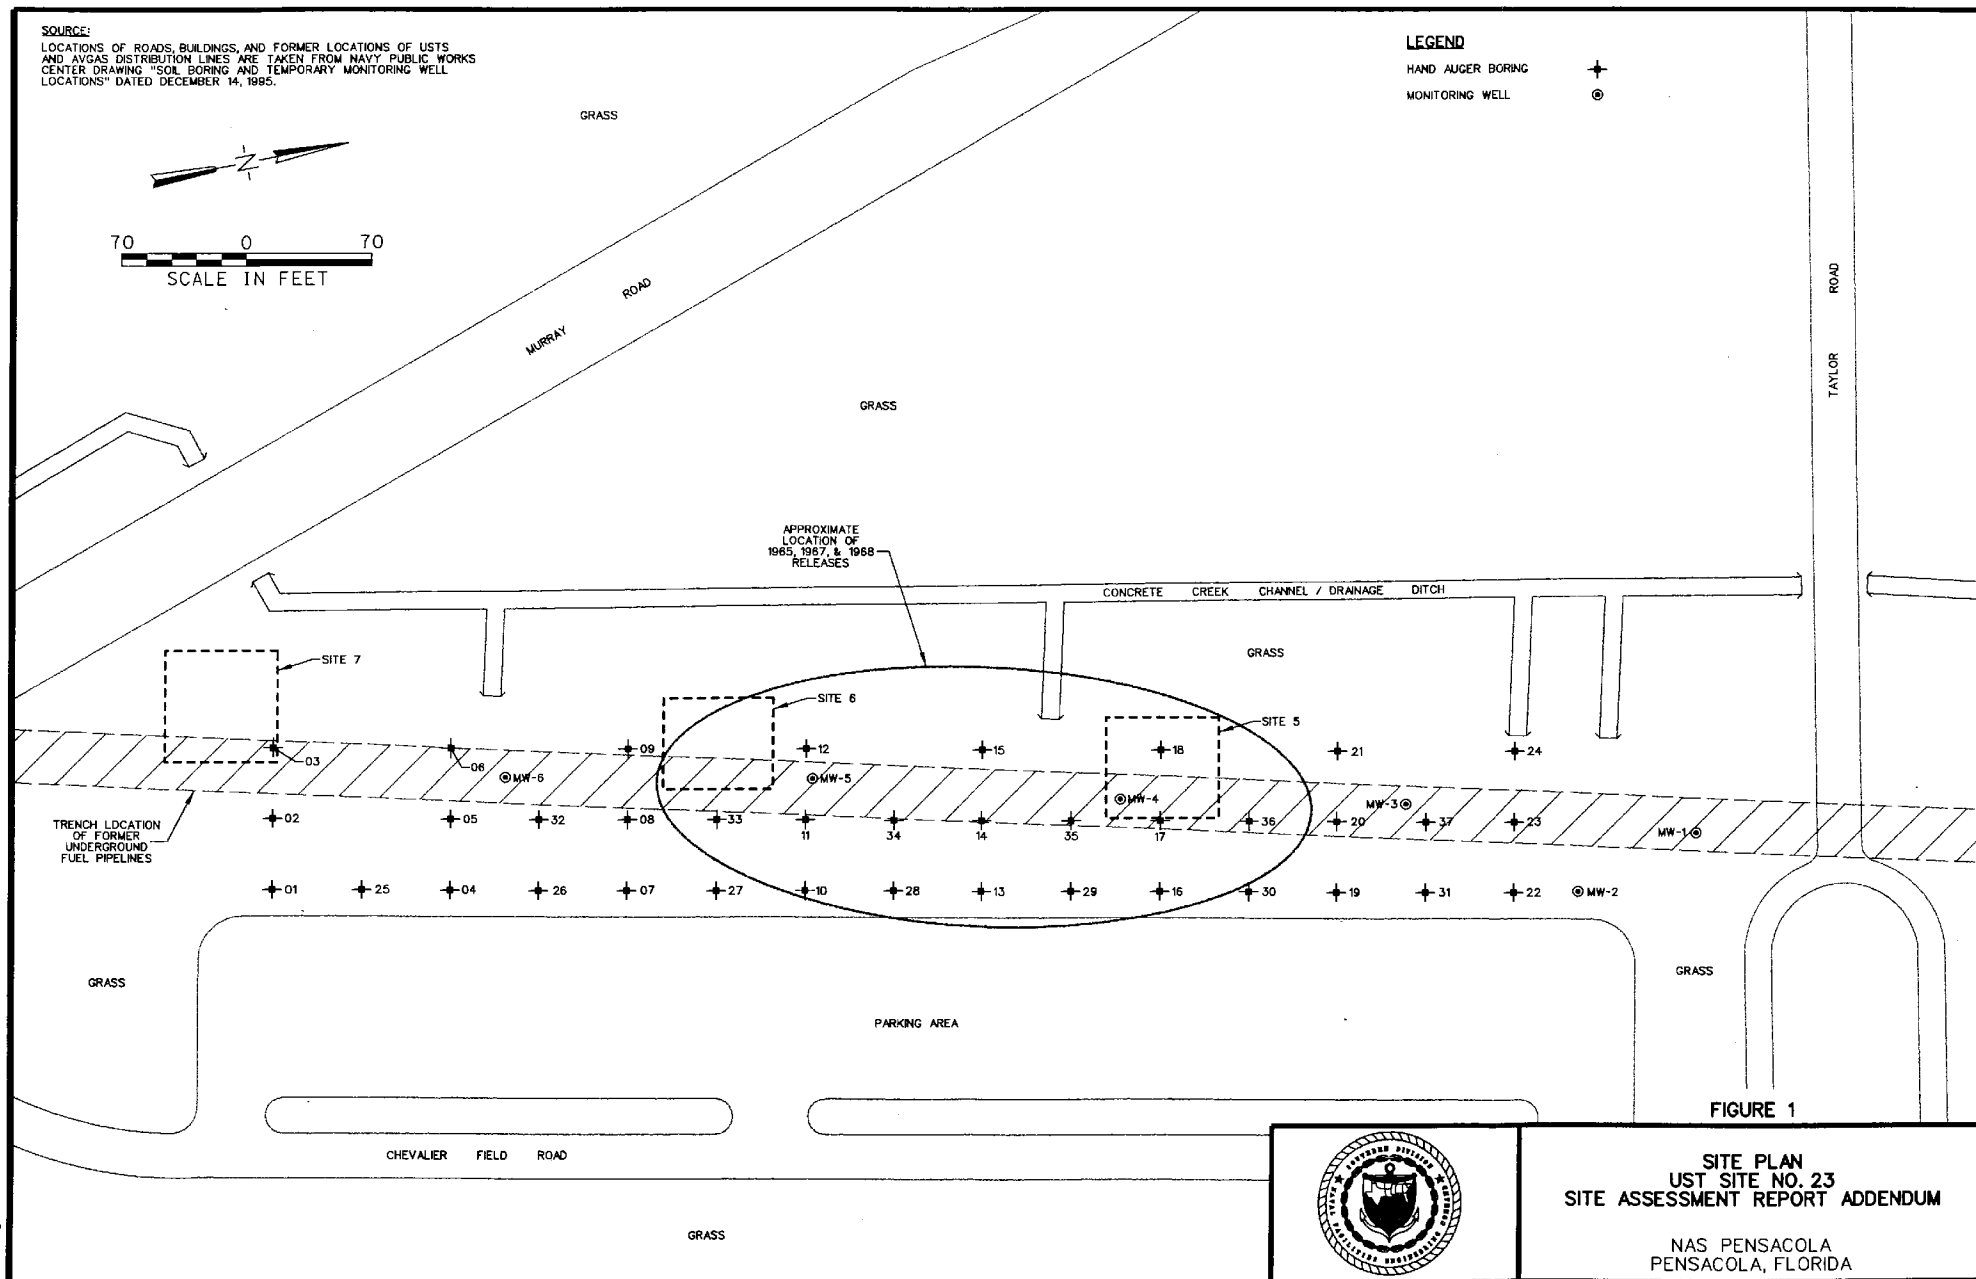 SOURCE:
LOCATIONS OF ROADS, BUILDINGS, AND FORMER LOCATIONS OF USTS
AND AVGAS DISTRIBUTION LINES ARE TAKEN FROM NAVY PUBLIC WORKS
CENTER DRAWING "SOIL BORING AND TEMPORARY MONITORING WELL
LOCATIONS" DATED DECEMBER 14, 1995.
LEGEND
HAND AUGER BORING
MONITORING WELL
GRASS
N
70 0 70
SCALE IN FEET
MURRAY ROAD
TAYLOR ROAD
GRASS
APPROXIMATE
LOCATION OF
1965, 1967, & 1968
RELEASES
CONCRETE CREEK CHANNEL / DRAINAGE DITCH
GRASS
SITE 7
SITE 6
SITE 5
03
06
09
12
15
18
21
24
MW-6
MW-5
MW-4
MW-3
MW-1
TRENCH LOCATION
OF FORMER
UNDERGROUND
FUEL PIPELINES
02
05
32
08
33
11
34
14
35
17
36
20
37
23
01
25
04
26
07
27
10
28
13
29
16
30
19
31
22
MW-2
GRASS
GRASS
PARKING AREA
CHEVALIER FIELD ROAD
GRASS
FIGURE 1
SOUTHERN DIVISION
NAVAL FACILITIES ENGINEERING COMMAND
SITE PLAN
UST SITE NO. 23
SITE ASSESSMENT REPORT ADDENDUM
NAS PENSACOLA
PENSACOLA, FLORIDA